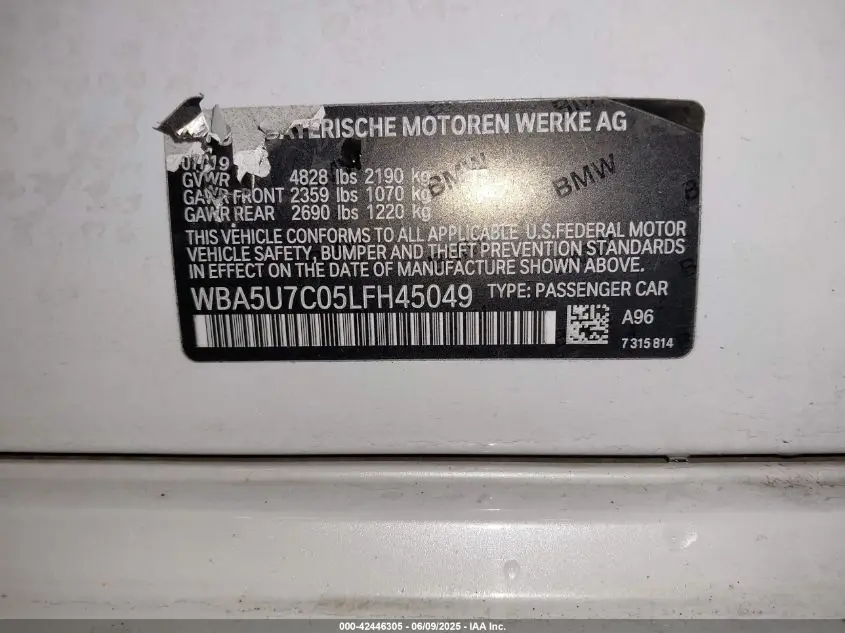 BAYERISCHE MOTOREN WERKE AG
GVWR 4828 lbs 2190 kg
GAWR FRONT 2359 lbs 1070 kg
GAWR REAR 2690 lbs 1220 kg
BMW BMW
THIS VEHICLE CONFORMS TO ALL APPLICABLE U.S.FEDERAL MOTOR
VEHICLE SAFETY, BUMPER AND THEFT PREVENTION STANDARDS
IN EFFECT ON THE DATE OF MANUFACTURE SHOWN ABOVE.
WBA5U7C05LFH45049 TYPE: PASSENGER CAR
A96
7 315 814
000-42446305 - 06/09/2025 - IAA Inc.